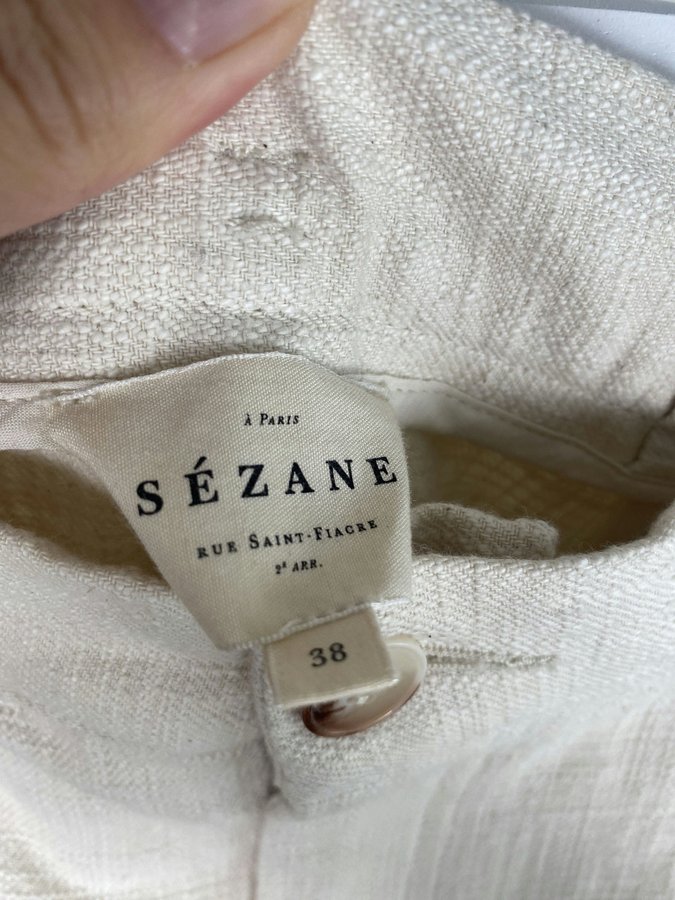 À PARIS
SÉZANE
RUE SAINT-FIACRE
2E ARR.
38